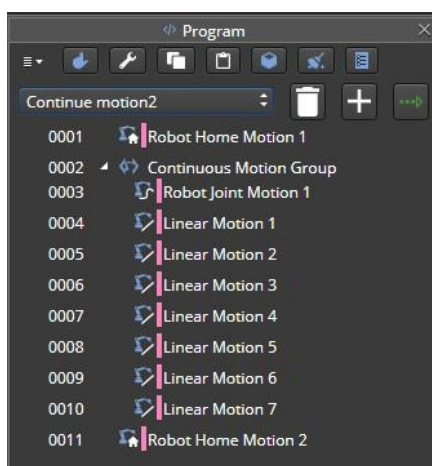 Program
Continue motion2
0001 Robot Home Motion 1
0002 Continuous Motion Group
0003 Robot Joint Motion 1
0004 Linear Motion 1
0005 Linear Motion 2
0006 Linear Motion 3
0007 Linear Motion 4
0008 Linear Motion 5
0009 Linear Motion 6
0010 Linear Motion 7
0011 Robot Home Motion 2